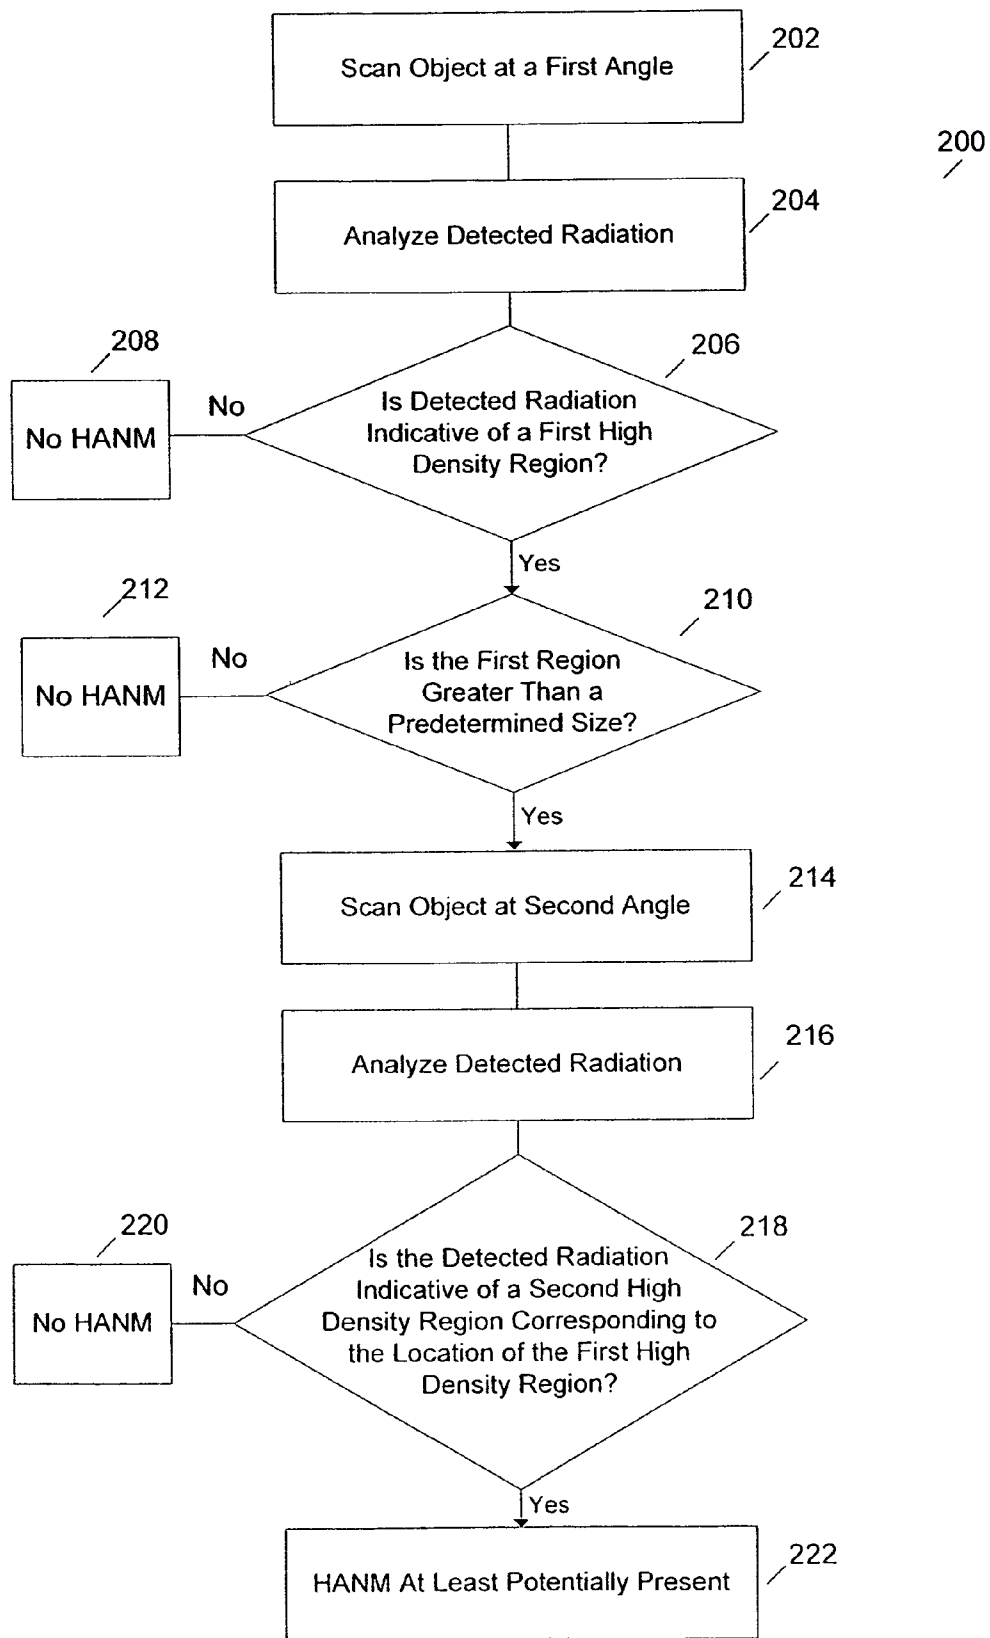 Scan Object at a First Angle
202
200
Analyze Detected Radiation
204
206
Is Detected Radiation
Indicative of a First High
Density Region?
No
208
No HANM
Yes
210
Is the First Region
Greater Than a
Predetermined Size?
No
212
No HANM
Yes
Scan Object at Second Angle
214
Analyze Detected Radiation
216
218
Is the Detected Radiation
Indicative of a Second High
Density Region Corresponding to
the Location of the First High
Density Region?
No
220
No HANM
Yes
HANM At Least Potentially Present
222